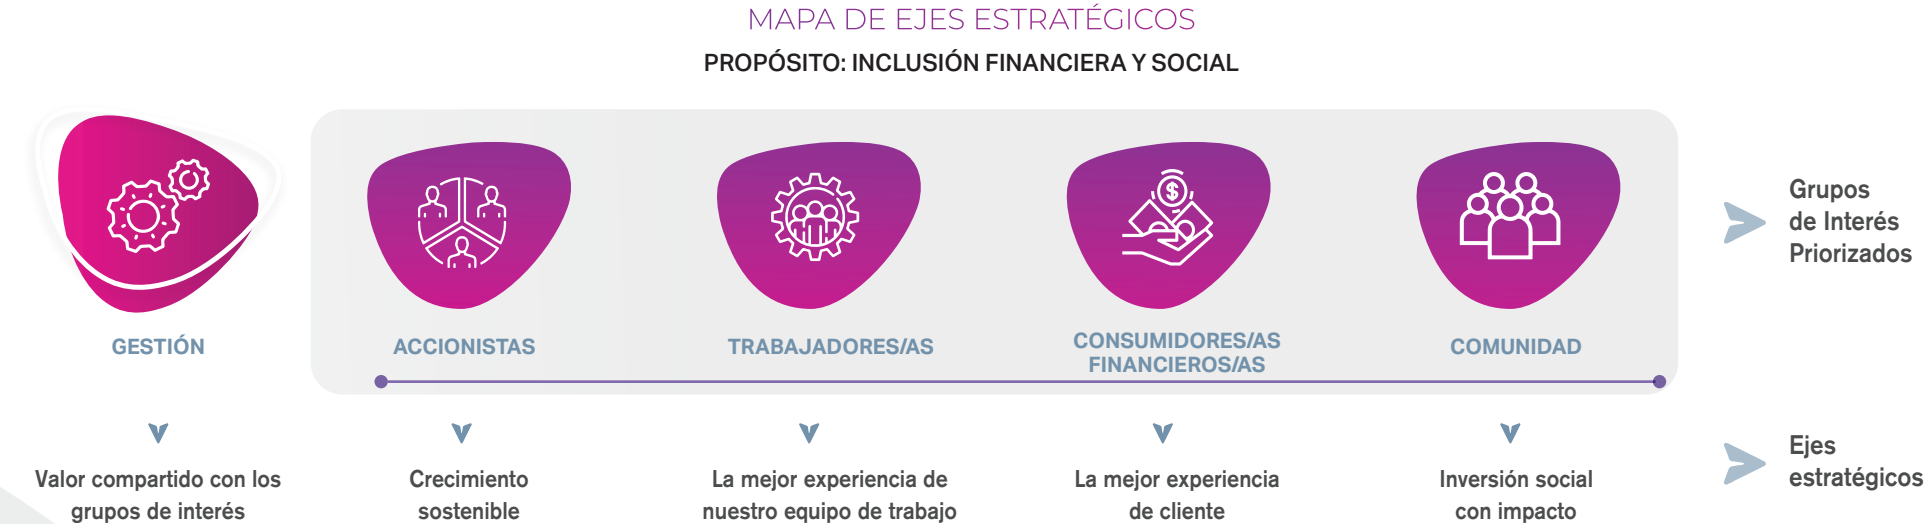 MAPA DE EJES ESTRATÉGICOS
PROPÓSITO: INCLUSIÓN FINANCIERA Y SOCIAL
$
Grupos
de Interés
Priorizados
GESTIÓN
ACCIONISTAS
TRABAJADORES/AS
CONSUMIDORES/AS
FINANCIEROS/AS
COMUNIDAD
Valor compartido con los
grupos de interés
Crecimiento
sostenible
La mejor experiencia de
nuestro equipo de trabajo
La mejor experiencia
de cliente
Inversión social
con impacto
Ejes
estratégicos